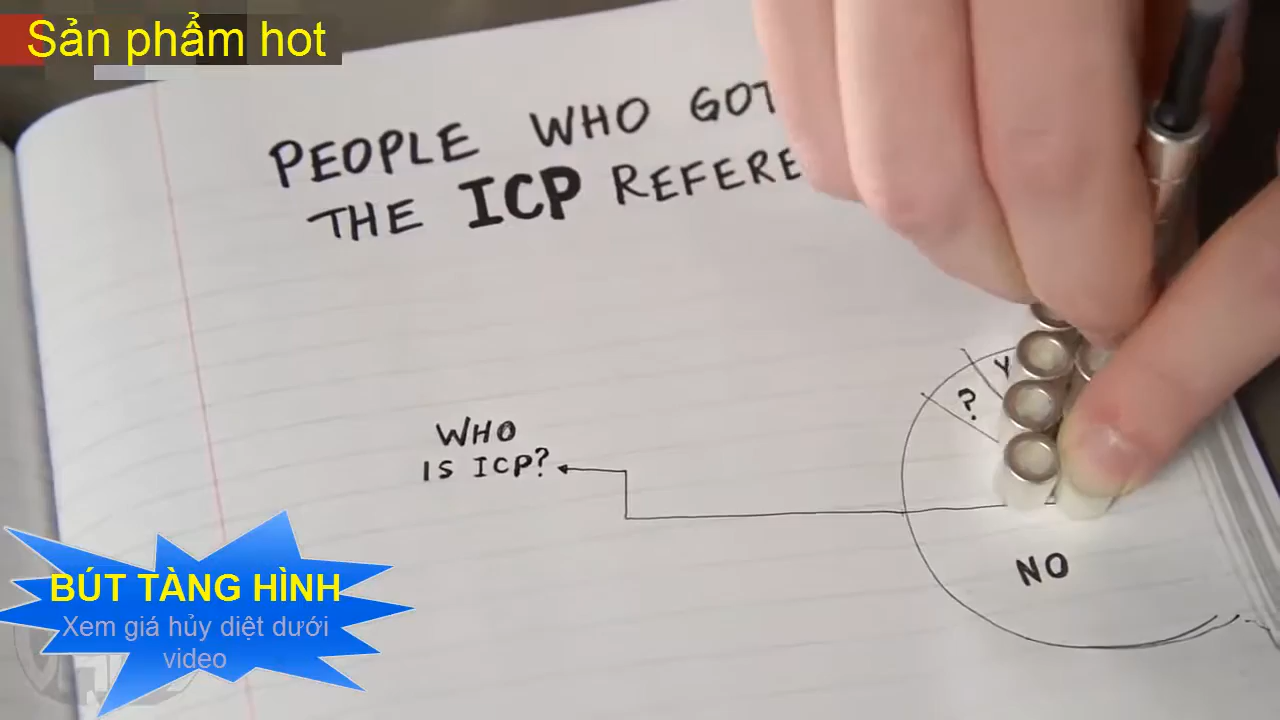 Sản phẩm hot
PEOPLE WHO GOT
THE ICP REFERE
WHO
IS ICP?
Y
?
NO
BÚT TÀNG HÌNH
Xem giá hủy diệt dưới
video